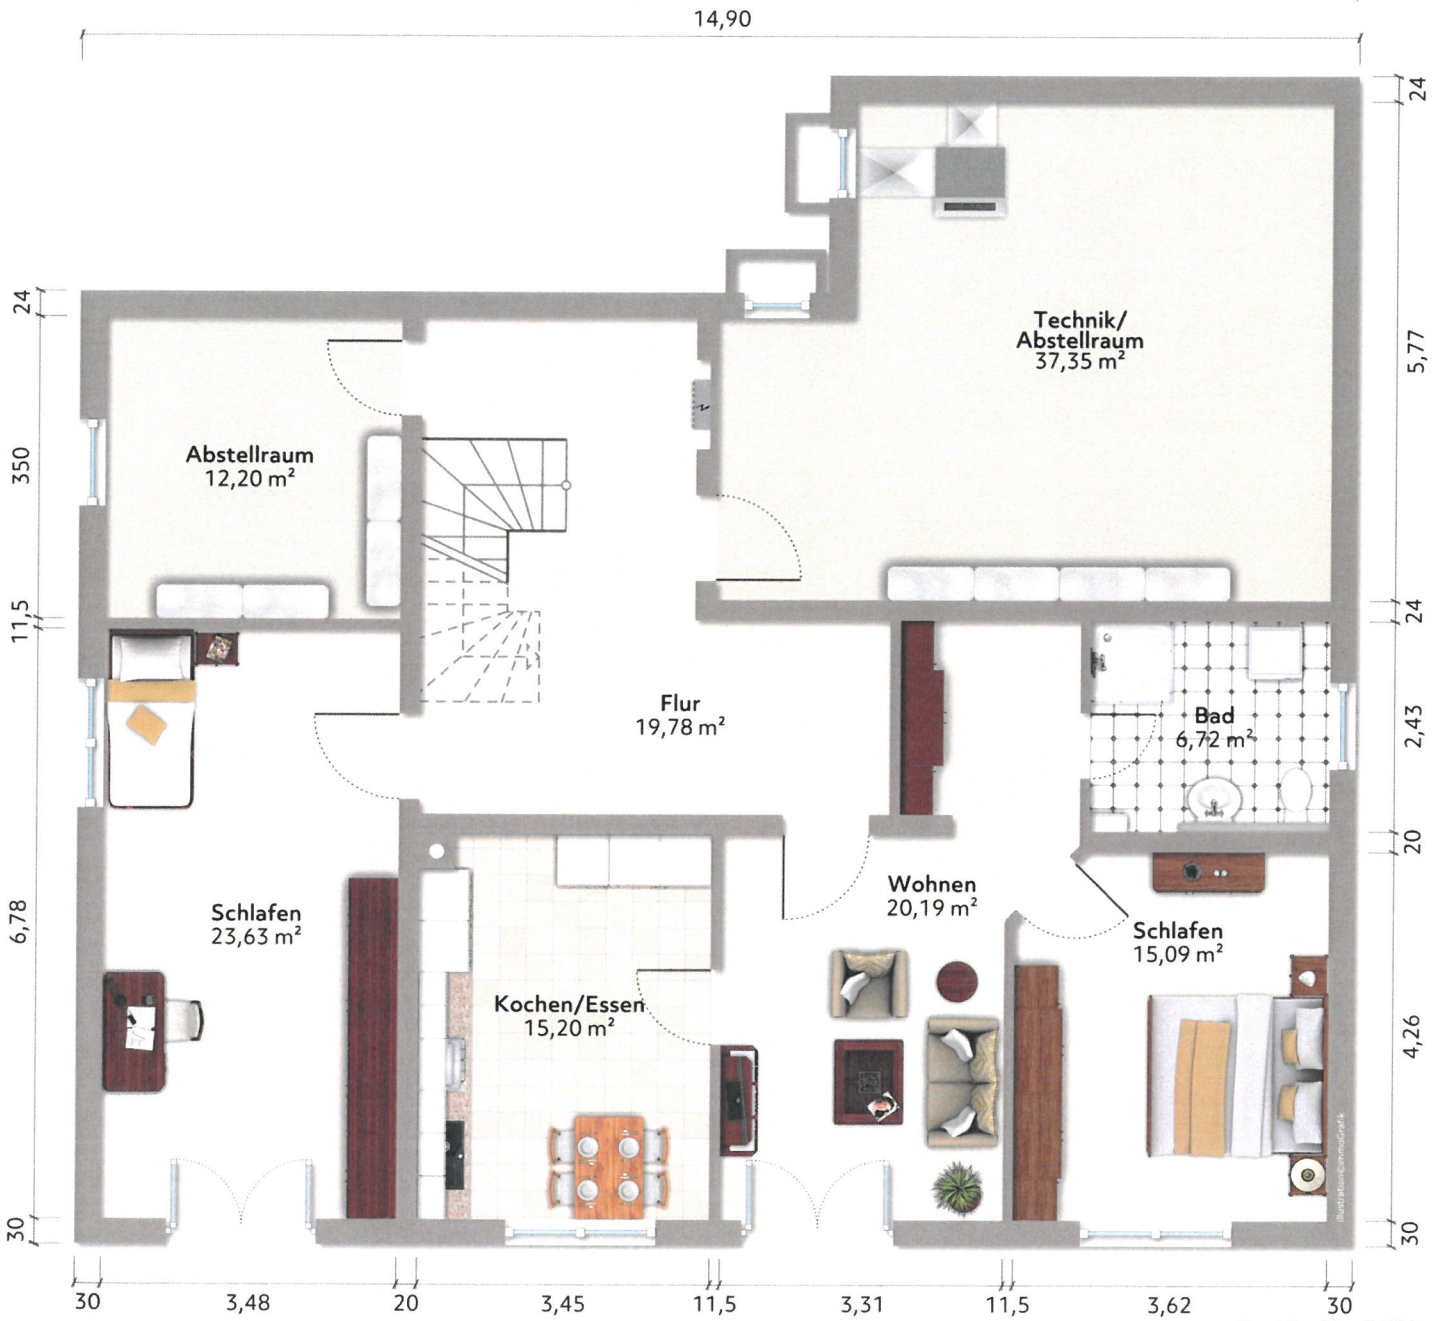 14,90
24
5,77
24
2,43
20
4,26
30
24
350
11,5
6,78
30
Technik/
Abstellraum
37,35 m²
Abstellraum
12,20 m²
Flur
19,78 m²
Bad
6,72 m²
Wohnen
20,19 m²
Schlafen
23,63 m²
Schlafen
15,09 m²
Kochen/Essen
15,20 m²
illustration©immoGrafik
30
3,48
20
3,45
11,5
3,31
11,5
3,62
30